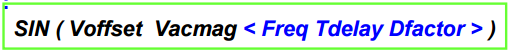 SIN ( Voffset Vacmag < Freq Tdelay Dfactor > )